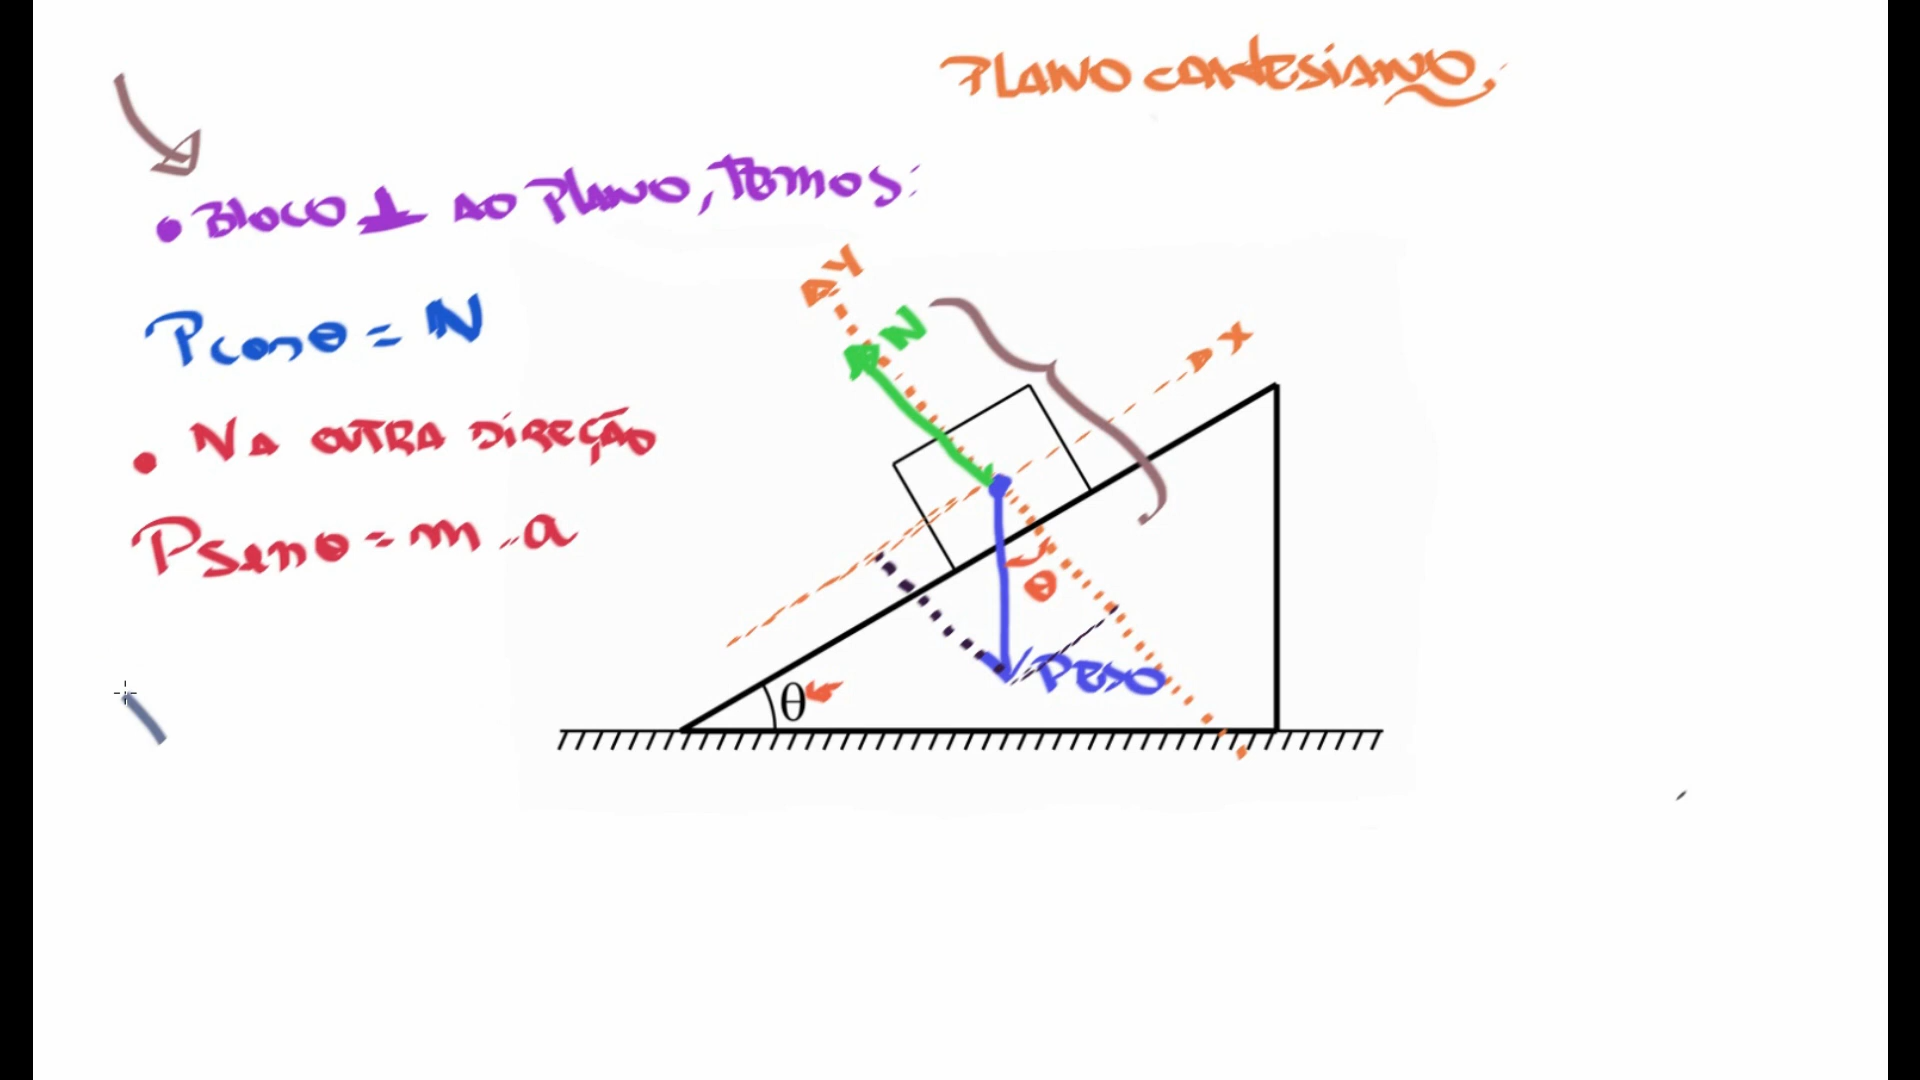 Plano cartesiano.
• Bloco ⊥ ao plano, temos:
Y
N
X
Pcosθ = N
• Na outra direção
Psenθ = m.a
θ
Peso
θ